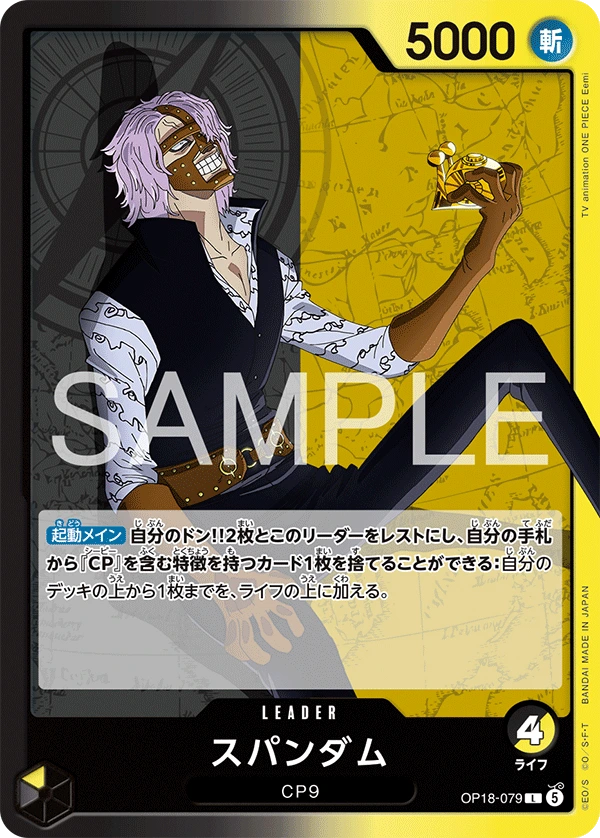 5000 斬
TV animation ONE PIECE Eemi
SAMPLE
起動メイン 自分のドン!!2枚とこのリーダーをレストにし、自分の手札
から『CP』を含む特徴を持つカード1枚を捨てることができる：自分の
デッキの上から1枚までを、ライフの上に加える。
LEADER
スパンダム
CP9
4
ライフ
OP18-079 L 5
©E/S ©O/S・F・T BANDAI MADE IN JAPAN